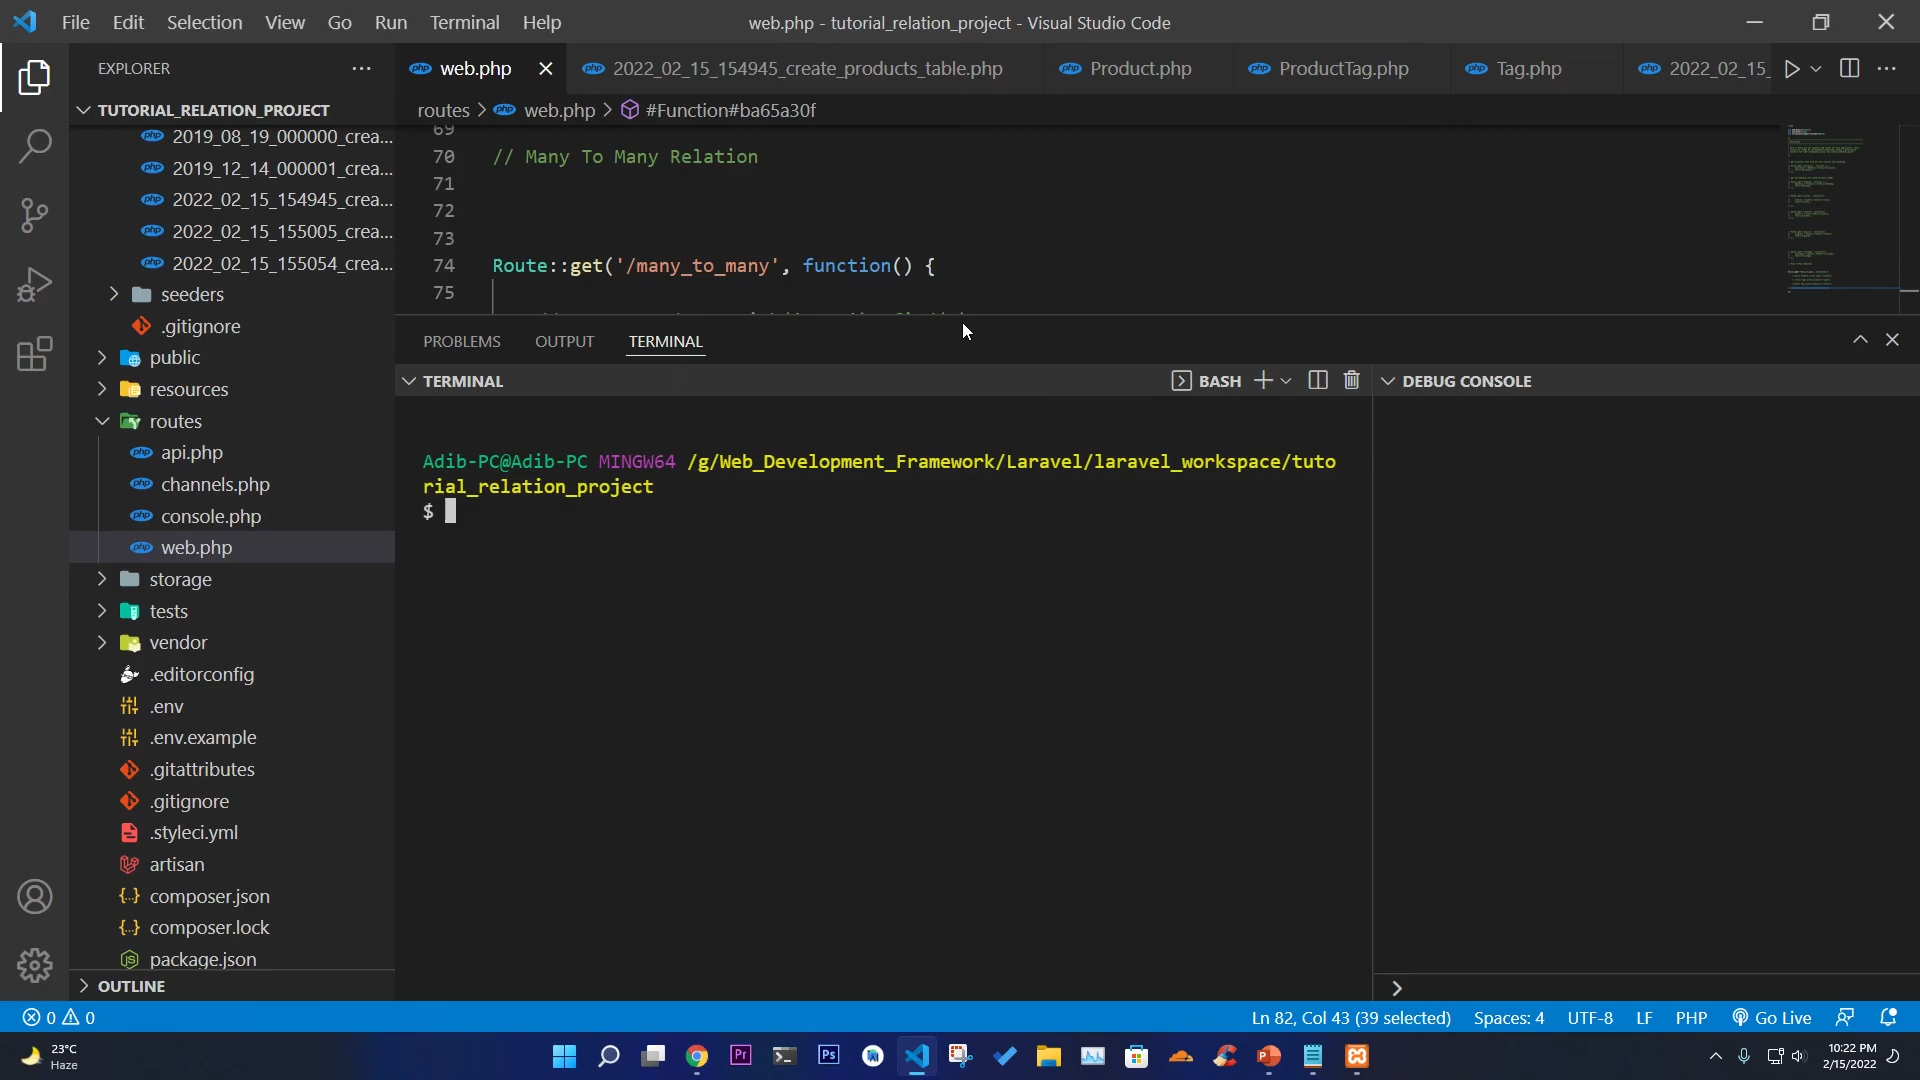 File Edit Selection View Go Run Terminal Help
web.php - tutorial_relation_project - Visual Studio Code
EXPLORER
TUTORIAL_RELATION_PROJECT
2019_08_19_000000_crea...
2019_12_14_000001_crea...
2022_02_15_154945_crea...
2022_02_15_155005_crea...
2022_02_15_155054_crea...
seeders
.gitignore
public
resources
routes
api.php
channels.php
console.php
web.php
storage
tests
vendor
.editorconfig
.env
.env.example
.gitattributes
.gitignore
.styleci.yml
artisan
composer.json
composer.lock
package.json
OUTLINE
web.php 2022_02_15_154945_create_products_table.php Product.php ProductTag.php Tag.php 2022_02_15_
routes > web.php > #Function#ba65a30f
69
70 // Many To Many Relation
71
72
73
74 Route::get('/many_to_many', function() {
75
PROBLEMS OUTPUT TERMINAL
TERMINAL BASH DEBUG CONSOLE
Adib-PC@Adib-PC MINGW64 /g/Web_Development_Framework/Laravel/laravel_workspace/tuto
rial_relation_project
$
0 0 Ln 82, Col 43 (39 selected) Spaces: 4 UTF-8 LF PHP Go Live
23°C
Haze
10:22 PM
2/15/2022